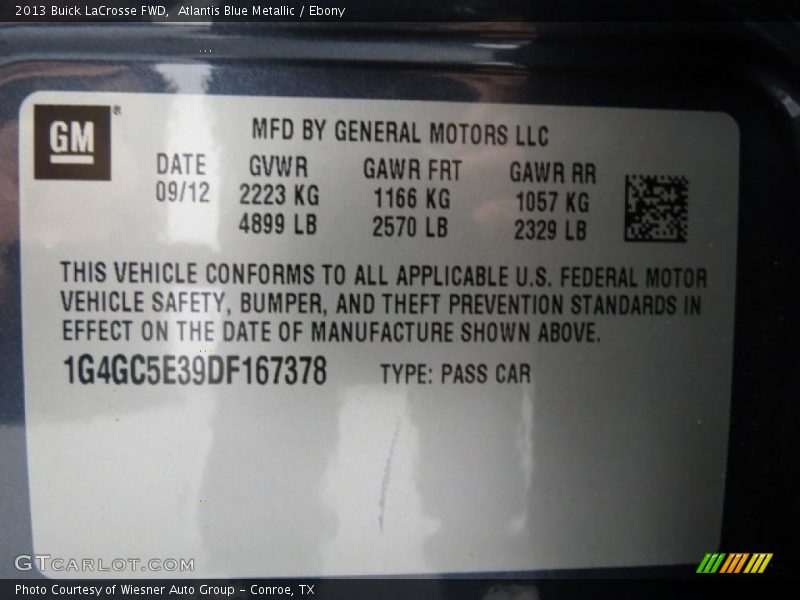 2013 Buick LaCrosse FWD, Atlantis Blue Metallic / Ebony
GM®
MFD BY GENERAL MOTORS LLC
DATE GVWR GAWR FRT GAWR RR
09/12 2223 KG 1166 KG 1057 KG
4899 LB 2570 LB 2329 LB
THIS VEHICLE CONFORMS TO ALL APPLICABLE U.S. FEDERAL MOTOR
VEHICLE SAFETY, BUMPER, AND THEFT PREVENTION STANDARDS IN
EFFECT ON THE DATE OF MANUFACTURE SHOWN ABOVE.
1G4GC5E39DF167378 TYPE: PASS CAR
GTCARLOT.COM
Photo Courtesy of Wiesner Auto Group – Conroe, TX